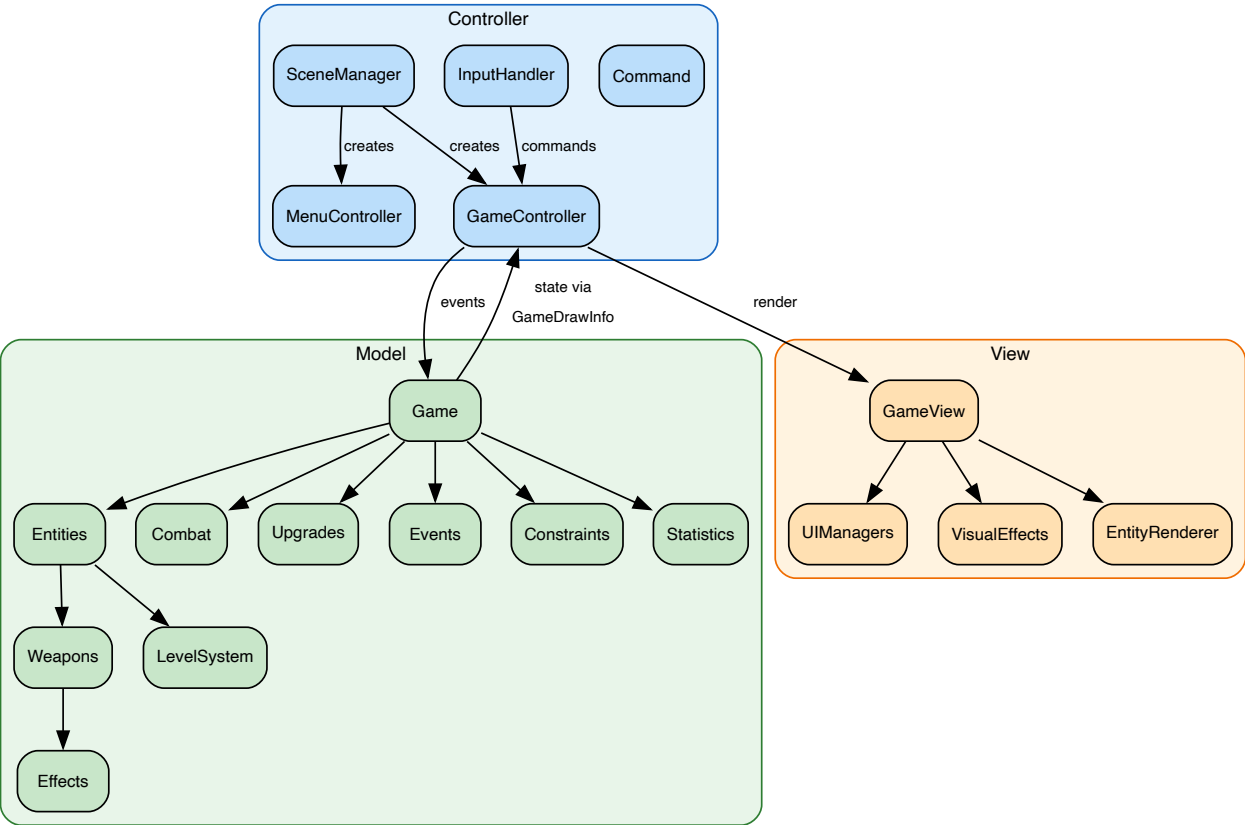 Controller
SceneManager
InputHandler
Command
creates
creates
commands
MenuController
GameController
events
state via
GameDrawInfo
render
Model
View
Game
GameView
Entities
Combat
Upgrades
Events
Constraints
Statistics
UIManagers
VisualEffects
EntityRenderer
Weapons
LevelSystem
Effects